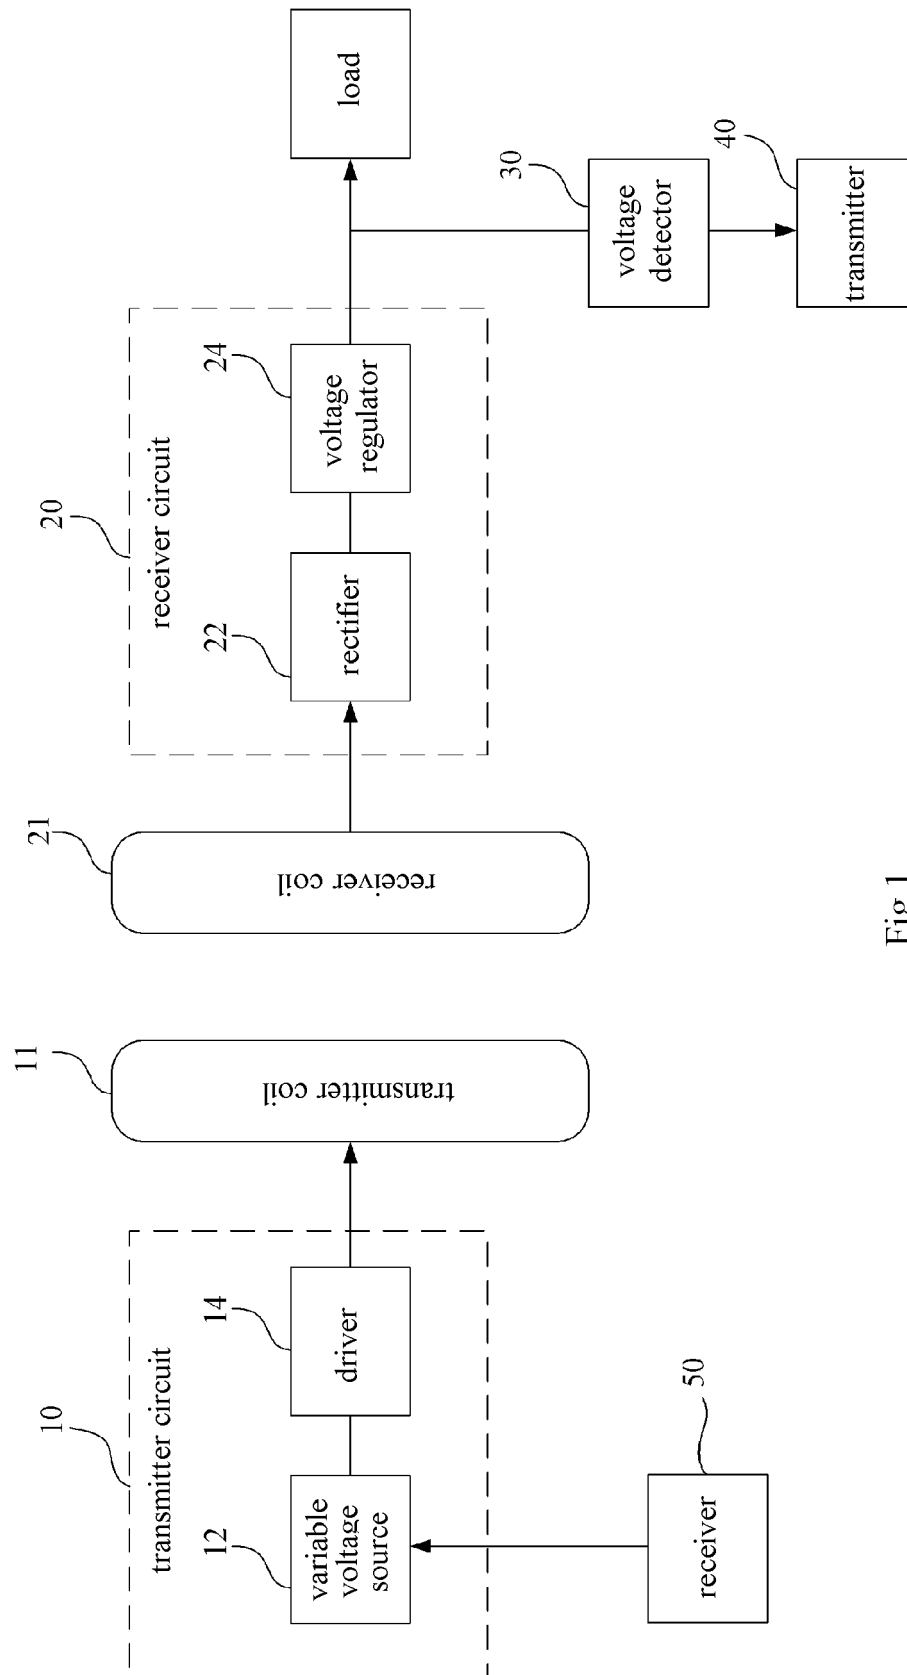 10
transmitter circuit
12
variable
voltage
source
14
driver
50
receiver
11
transmitter coil
21
receiver coil
20
receiver circuit
22
rectifier
24
voltage
regulator
load
30
voltage
detector
40
transmitter
Fig.1